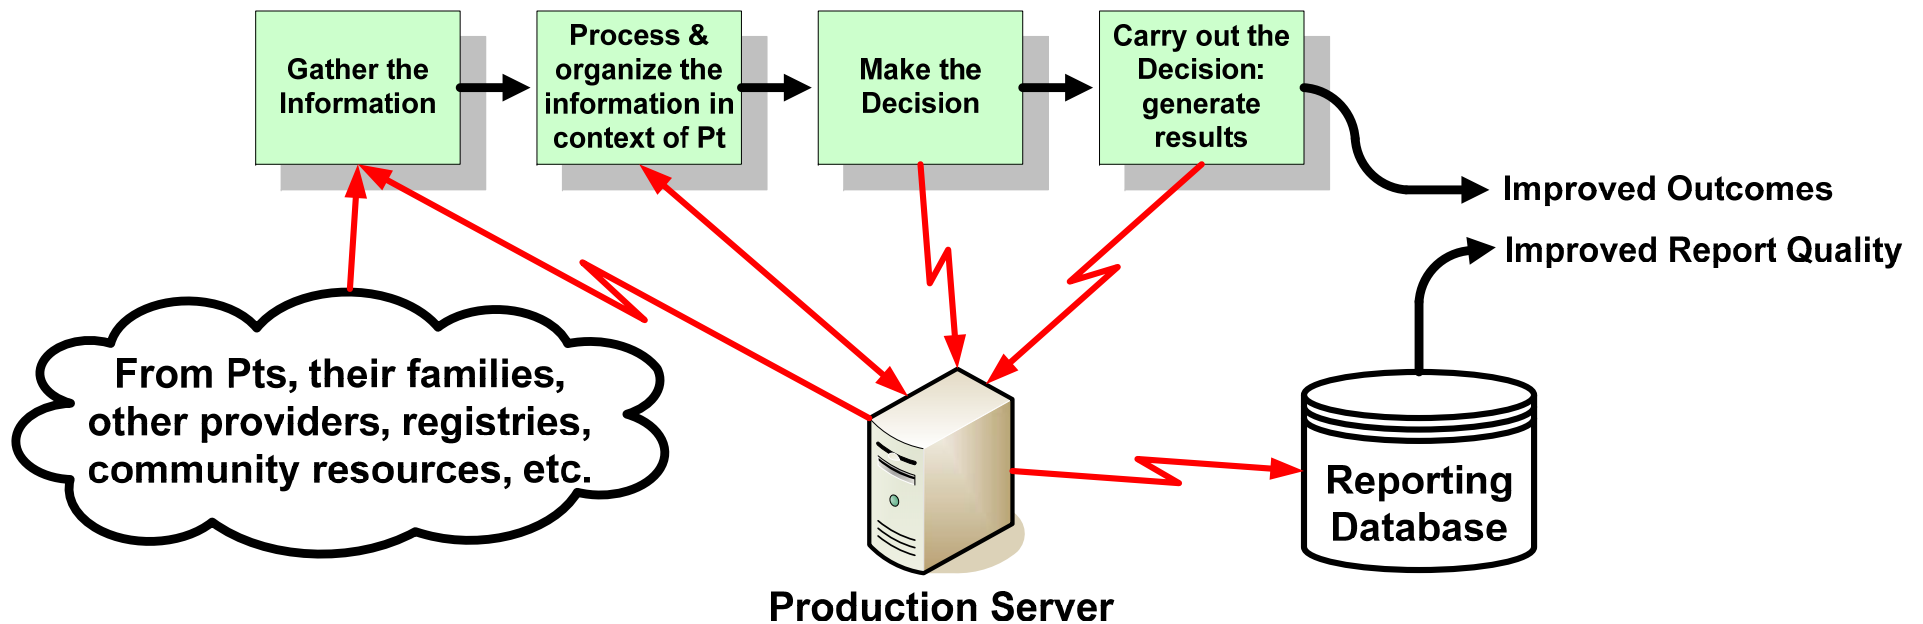 Gather the
Information
Process &
organize the
information in
context of Pt
Make the
Decision
Carry out the
Decision:
generate
results
Improved Outcomes
Improved Report Quality
From Pts, their families,
other providers, registries,
community resources, etc.
Reporting
Database
Production Server